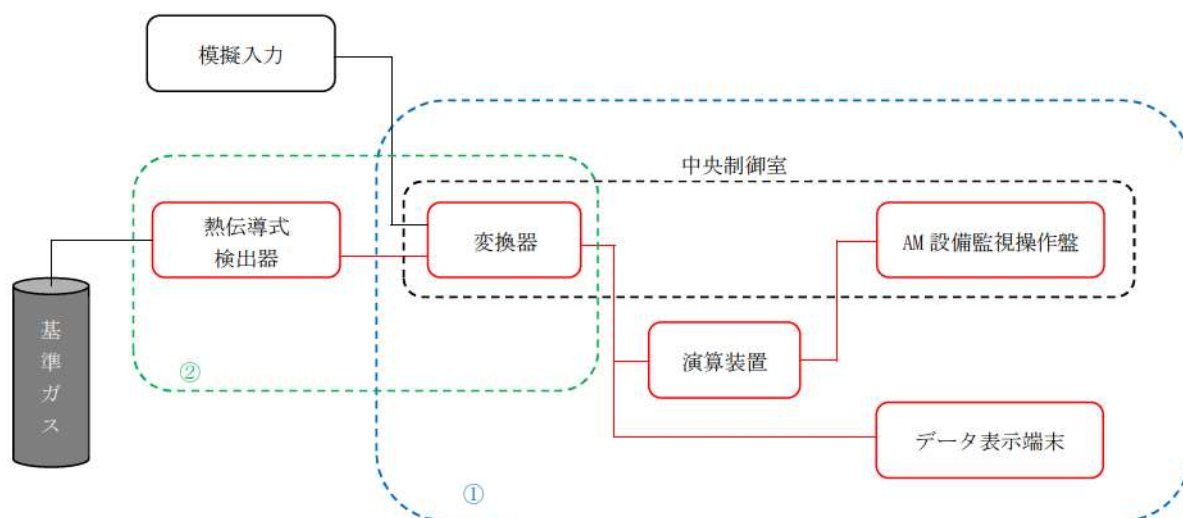 模擬入力
中央制御室
熱伝導式
検出器
変換器
AM 設備監視操作盤
基準ガス
②
演算装置
データ表示端末
①